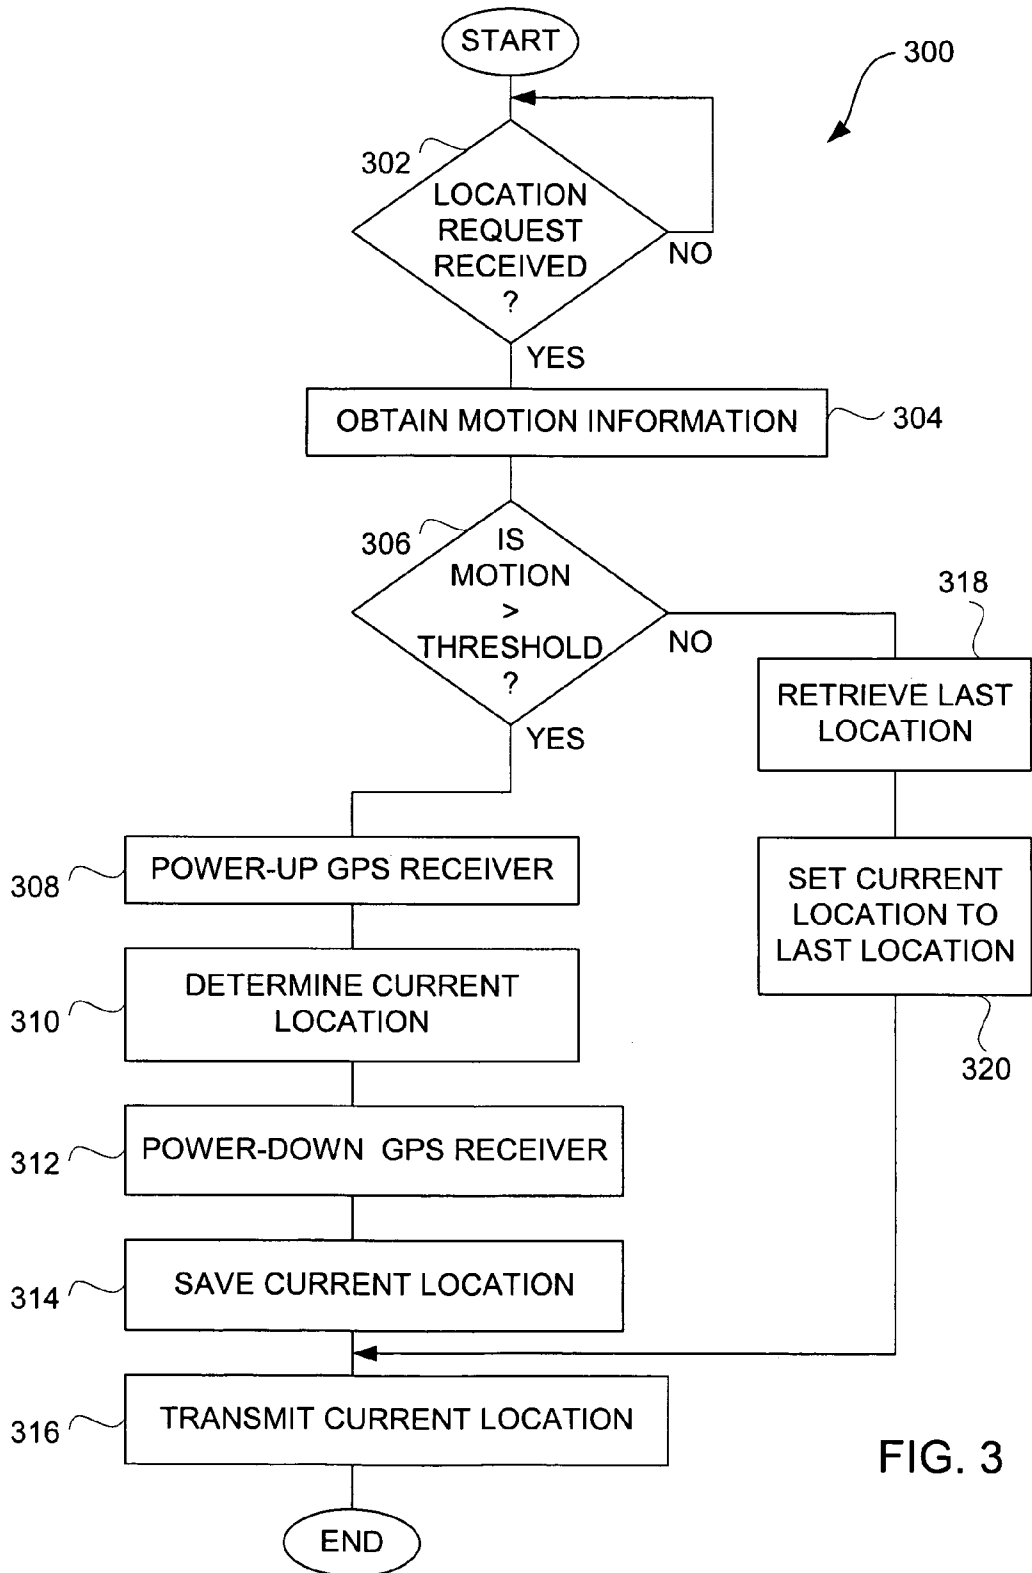 START
300
302
LOCATION
REQUEST
RECEIVED
?
NO
YES
OBTAIN MOTION INFORMATION
304
306
IS
MOTION
>
THRESHOLD
?
NO
YES
318
RETRIEVE LAST
LOCATION
308
POWER-UP GPS RECEIVER
SET CURRENT
LOCATION TO
LAST LOCATION
320
310
DETERMINE CURRENT
LOCATION
312
POWER-DOWN GPS RECEIVER
314
SAVE CURRENT LOCATION
316
TRANSMIT CURRENT LOCATION
FIG. 3
END